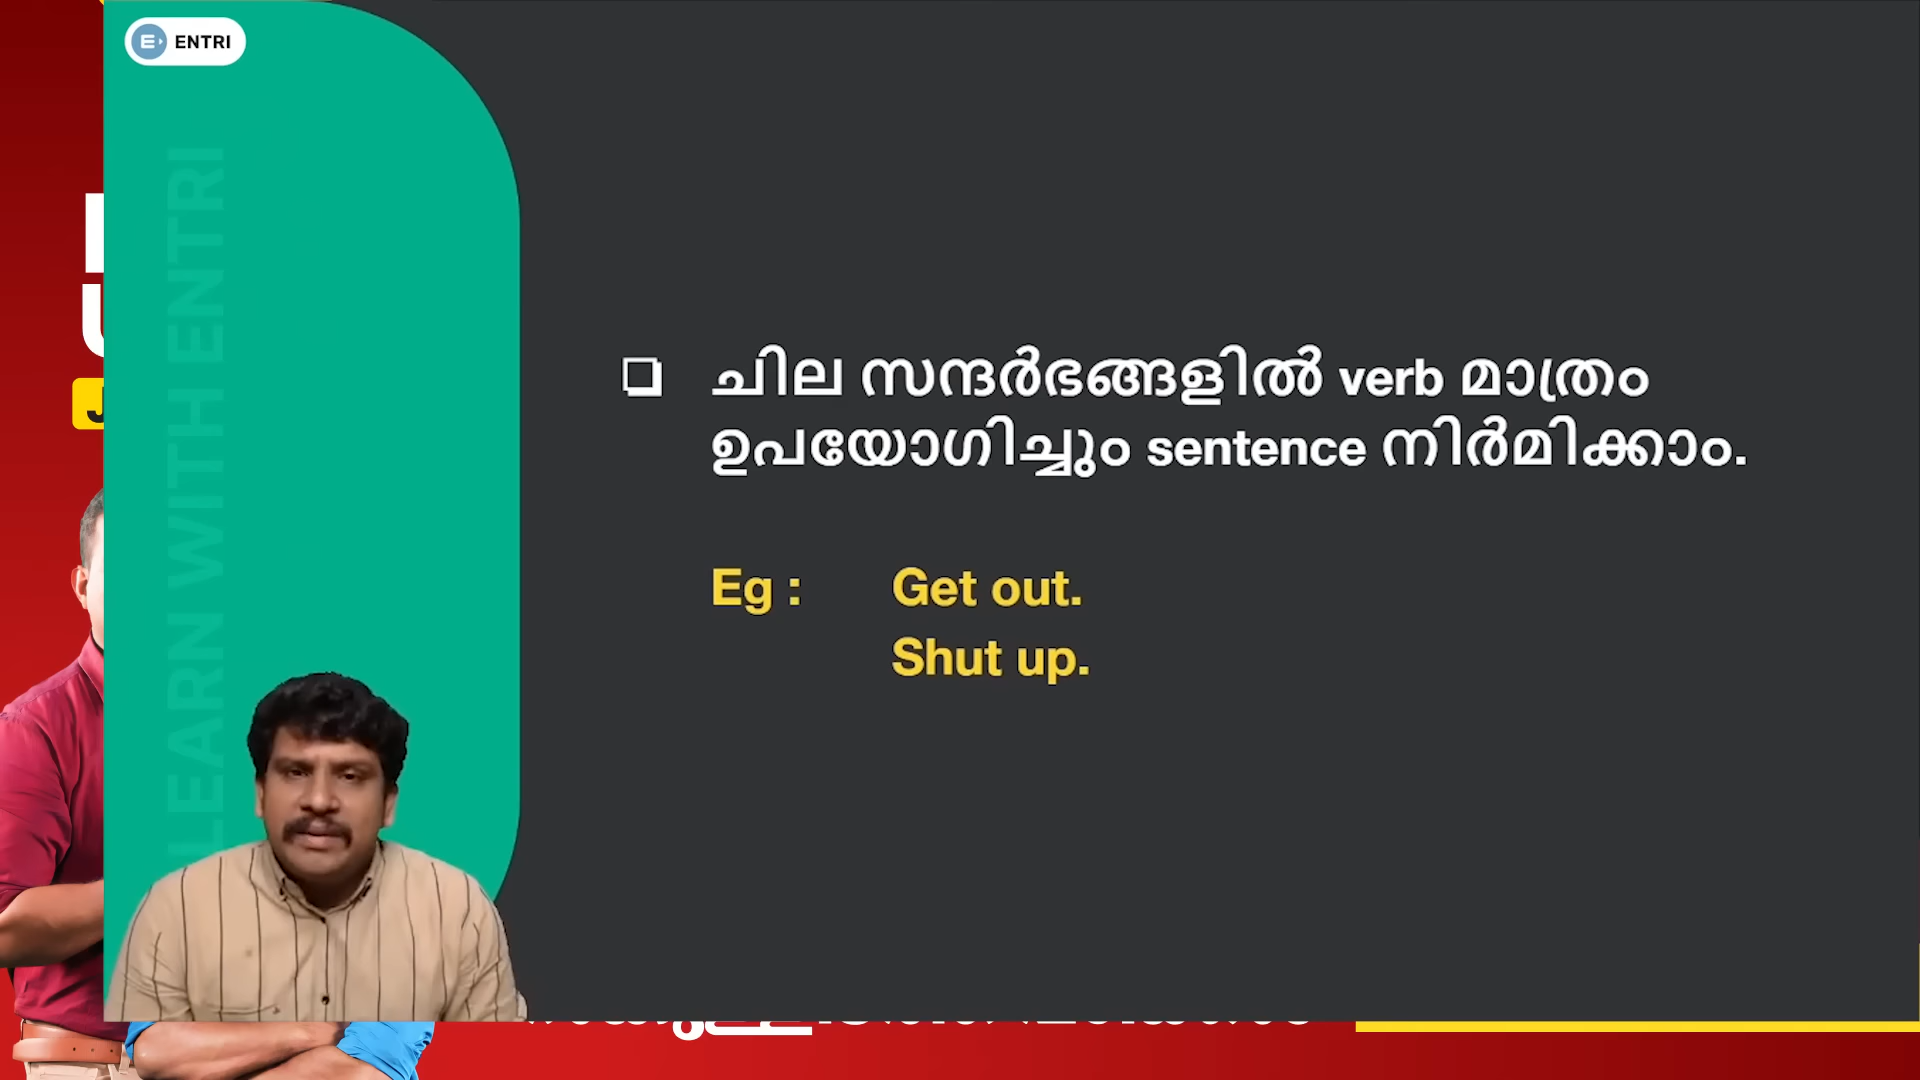 ENTRI
LEARN WITH ENTRI
ചില സന്ദർഭങ്ങളിൽ verb മാത്രം
ഉപയോഗിച്ചും sentence നിർമിക്കാം.
Eg : Get out.
Shut up.